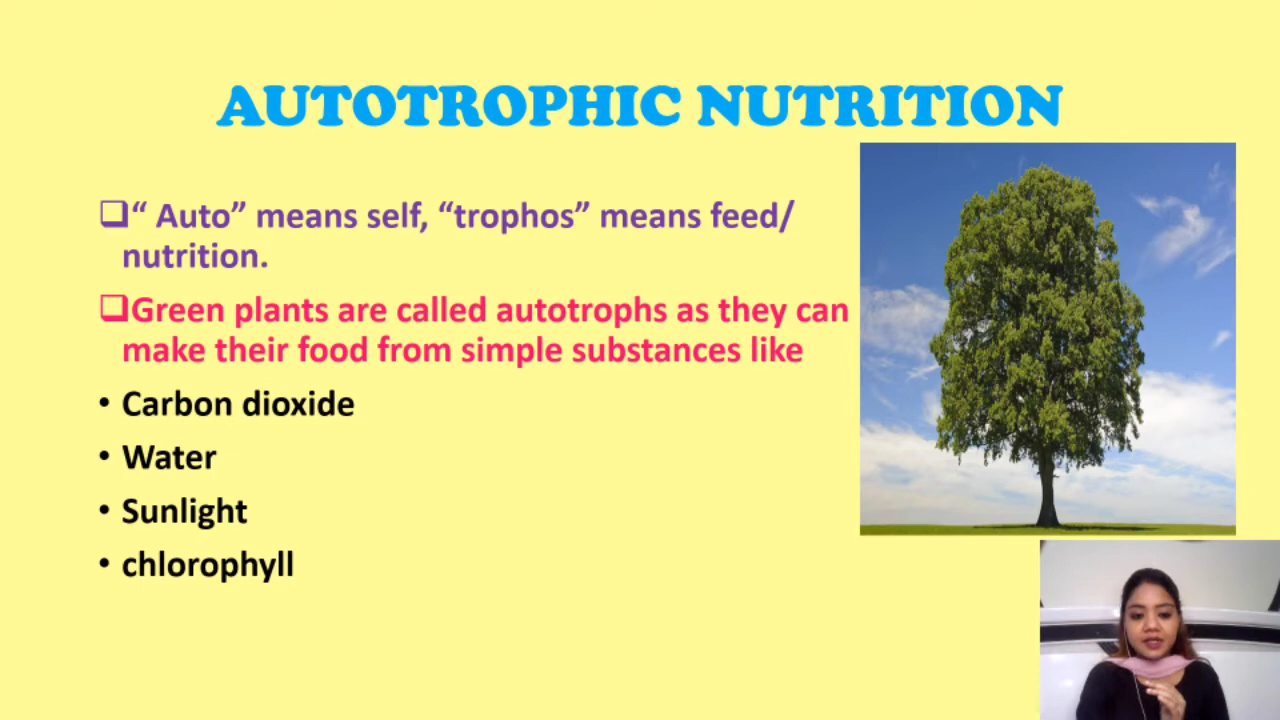 AUTOTROPHIC NUTRITION
❑“ Auto” means self, “trophos” means feed/
nutrition.
❑Green plants are called autotrophs as they can
make their food from simple substances like
• Carbon dioxide
• Water
• Sunlight
• chlorophyll